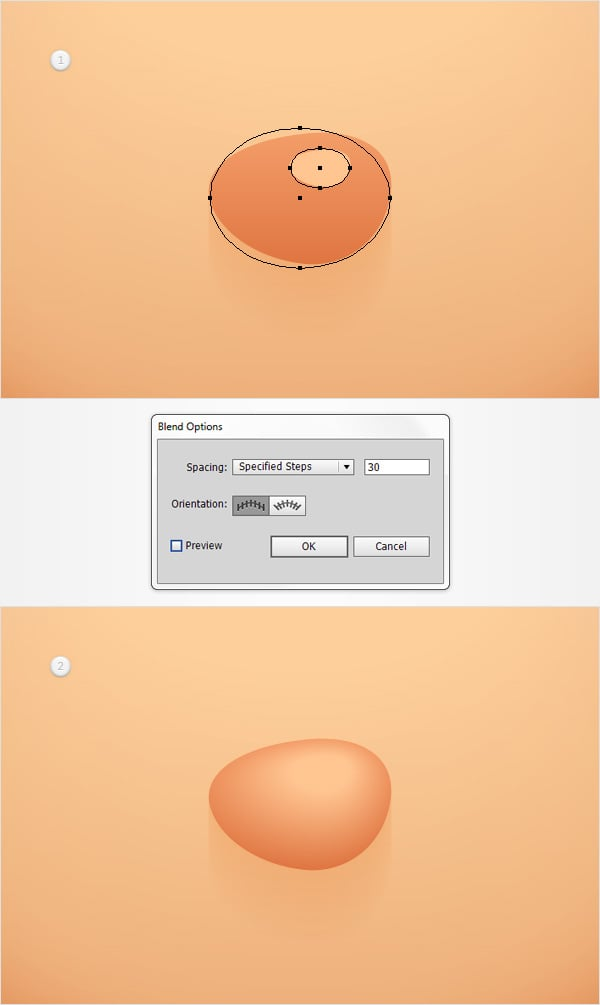 1
Blend Options
Spacing: Specified Steps 30
Orientation:
Preview OK Cancel
2